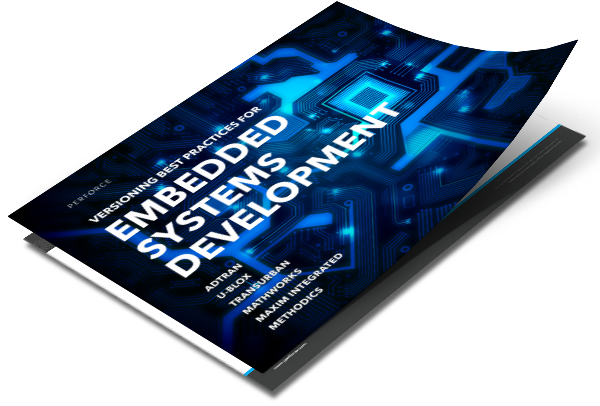 PERFORCE
VERSIONING BEST PRACTICES FOR
EMBEDDED
SYSTEMS
DEVELOPMENT
ADTRAN
U-BLOX
TRANSURBAN
MATHWORKS
MAXIM INTEGRATED
METHODICS